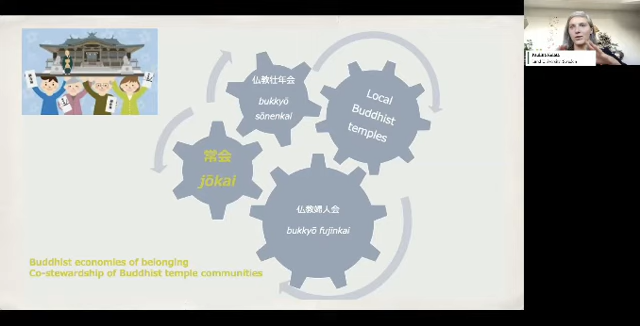 仏教壮年会
bukkyō
sōnenkai
Local
Buddhist
temples
常会
jōkai
仏教婦人会
bukkyō fujinkai
Buddhist economies of belonging
Co-stewardship of Buddhist temple communities